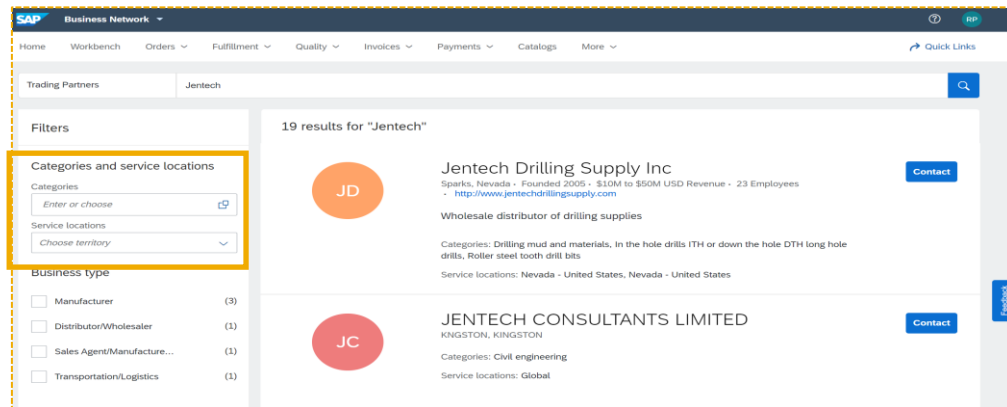 SAP Business Network
RP
Home Workbench Orders Fulfillment Quality Invoices Payments Catalogs More Quick Links
Trading Partners Jentech
Filters
Categories and service locations
Categories
Enter or choose
Service locations
Choose territory
Business type
Manufacturer (3)
Distributor/Wholesaler (1)
Sales Agent/Manufacture... (1)
Transportation/Logistics (1)
19 results for "Jentech"
JD
Jentech Drilling Supply Inc
Contact
Sparks, Nevada • Founded 2005 • $10M to $50M USD Revenue • 23 Employees
• http://www.jentechdrillingsupply.com
Wholesale distributor of drilling supplies
Categories: Drilling mud and materials, In the hole drills ITH or down the hole DTH long hole
drills, Roller steel tooth drill bits
Service locations: Nevada - United States, Nevada - United States
JC
JENTECH CONSULTANTS LIMITED
Contact
KNGSTON, KINGSTON
Categories: Civil engineering
Service locations: Global
Feedback